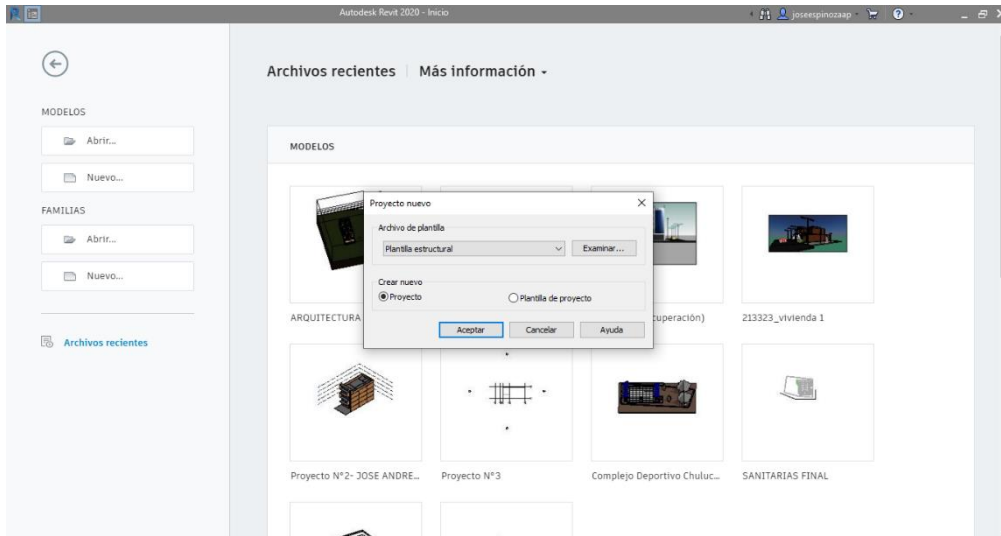 Autodesk Revit 2020 - Inicio
joseespinozaap
Archivos recientes
Más información
MODELOS
Abrir...
Nuevo...
FAMILIAS
Abrir...
Nuevo...
Archivos recientes
MODELOS
Proyecto nuevo
Archivo de plantilla
Plantilla estructural
Examinar...
Crear nuevo
Proyecto
Plantilla de proyecto
Aceptar
Cancelar
Ayuda
ARQUITECTURA
cuperación)
213323_vivienda 1
Proyecto N°2- JOSE ANDRE...
Proyecto N°3
Complejo Deportivo Chuluc...
SANITARIAS FINAL